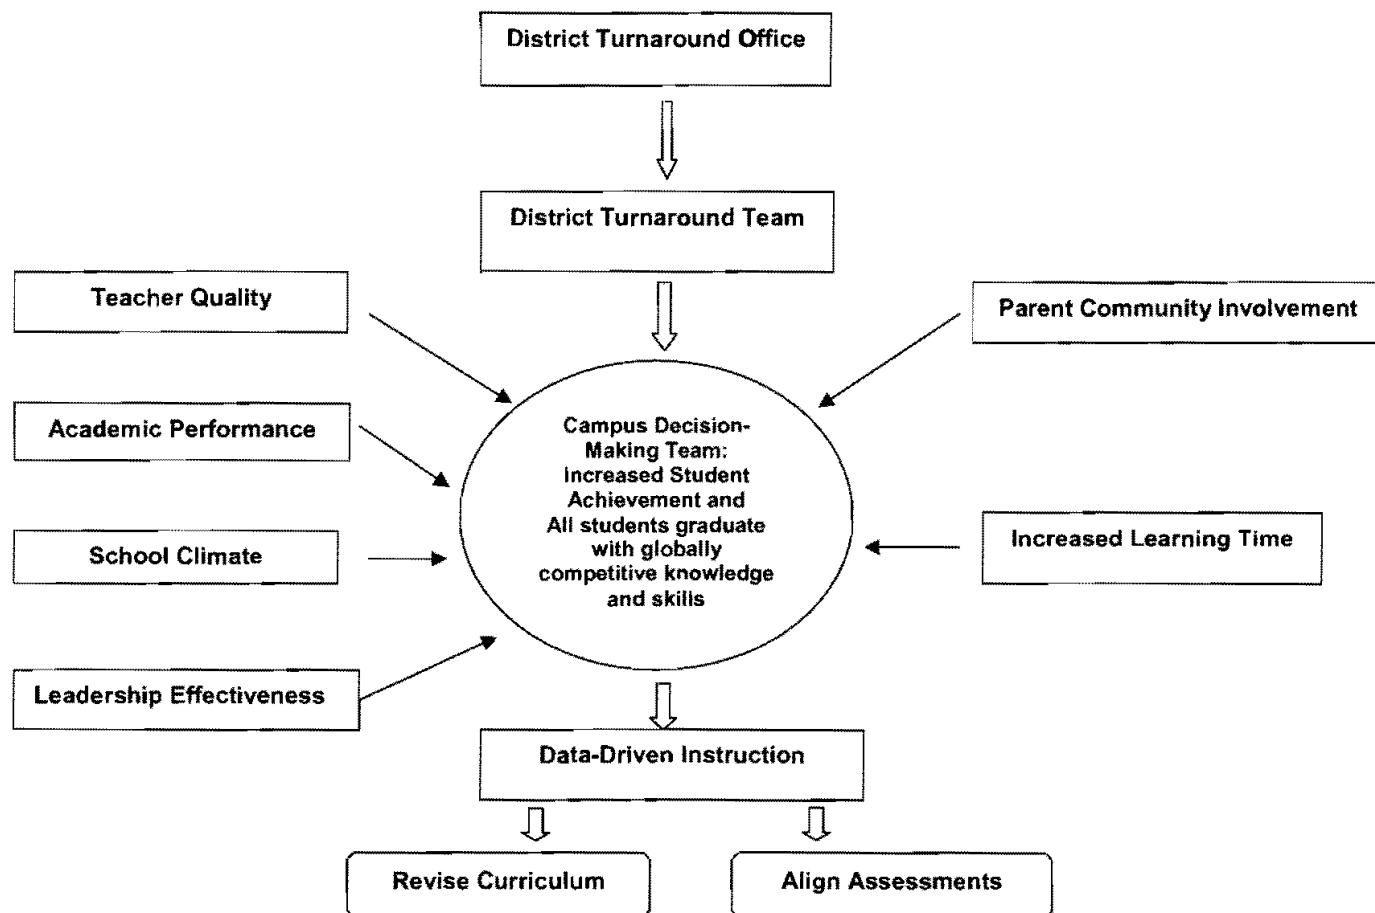 District Turnaround Office
District Turnaround Team
Teacher Quality
Parent Community Involvement
Academic Performance
Campus Decision-
Making Team:
Increased Student
Achievement and
All students graduate
with globally
competitive knowledge
and skills
School Climate
Increased Learning Time
Leadership Effectiveness
Data-Driven Instruction
Revise Curriculum
Align Assessments